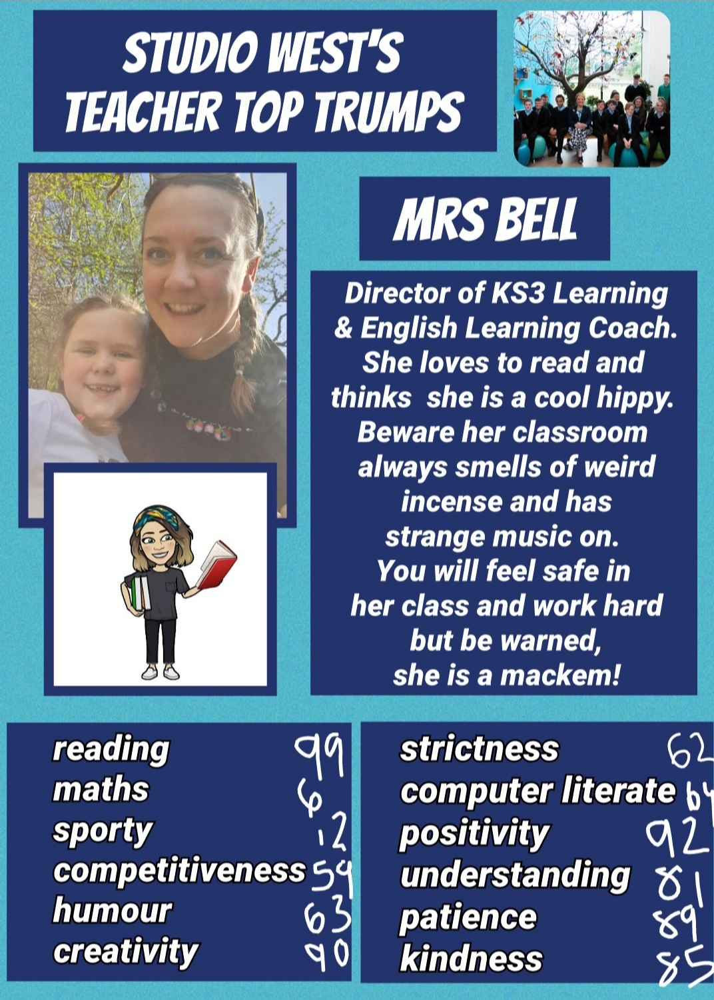 STUDIO WEST'S
TEACHER TOP TRUMPS
MRS BELL
Director of KS3 Learning
& English Learning Coach.
She loves to read and
thinks she is a cool hippy.
Beware her classroom
always smells of weird
incense and has
strange music on.
You will feel safe in
her class and work hard
but be warned,
she is a mackem!
reading 99
maths 6
sporty 12
competitiveness 59
humour 63
creativity 90
strictness 62
computer literate 64
positivity 92
understanding 81
patience 89
kindness 85